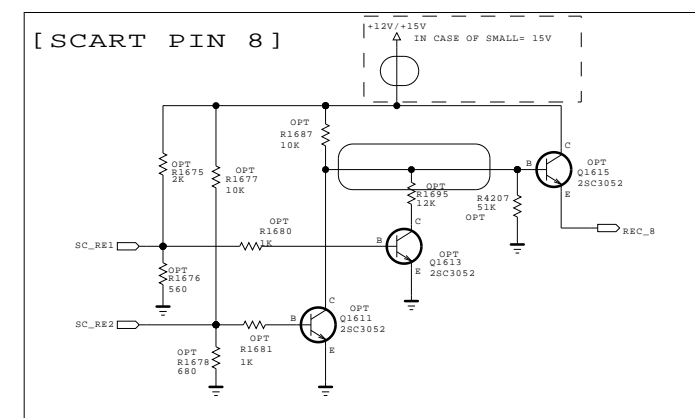 [SCART PIN 8]
+12V/+15V
IN CASE OF SMALL= 15V
OPT
R1687
10K
OPT
R1675
2K
OPT
R1677
10K
OPT
R1695
12K
R4207
51K
OPT
B
C
E
OPT
Q1615
2SC3052
REC_8
SC_RE1
OPT
R1680
1K
B
C
E
OPT
Q1613
2SC3052
OPT
R1676
560
SC_RE2
OPT
R1681
1K
B
C
E
OPT
Q1611
2SC3052
OPT
R1678
680